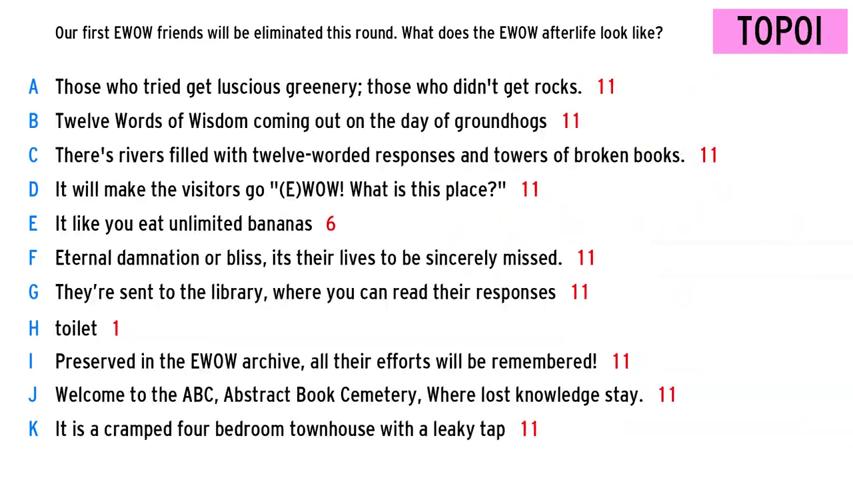 Our first EWOW friends will be eliminated this round. What does the EWOW afterlife look like?
TOPOI
A Those who tried get luscious greenery; those who didn't get rocks. 11
B Twelve Words of Wisdom coming out on the day of groundhogs 11
C There's rivers filled with twelve-worded responses and towers of broken books. 11
D It will make the visitors go "(E)WOW! What is this place?" 11
E It like you eat unlimited bananas 6
F Eternal damnation or bliss, its their lives to be sincerely missed. 11
G They’re sent to the library, where you can read their responses 11
H toilet 1
I Preserved in the EWOW archive, all their efforts will be remembered! 11
J Welcome to the ABC, Abstract Book Cemetery, Where lost knowledge stay. 11
K It is a cramped four bedroom townhouse with a leaky tap 11